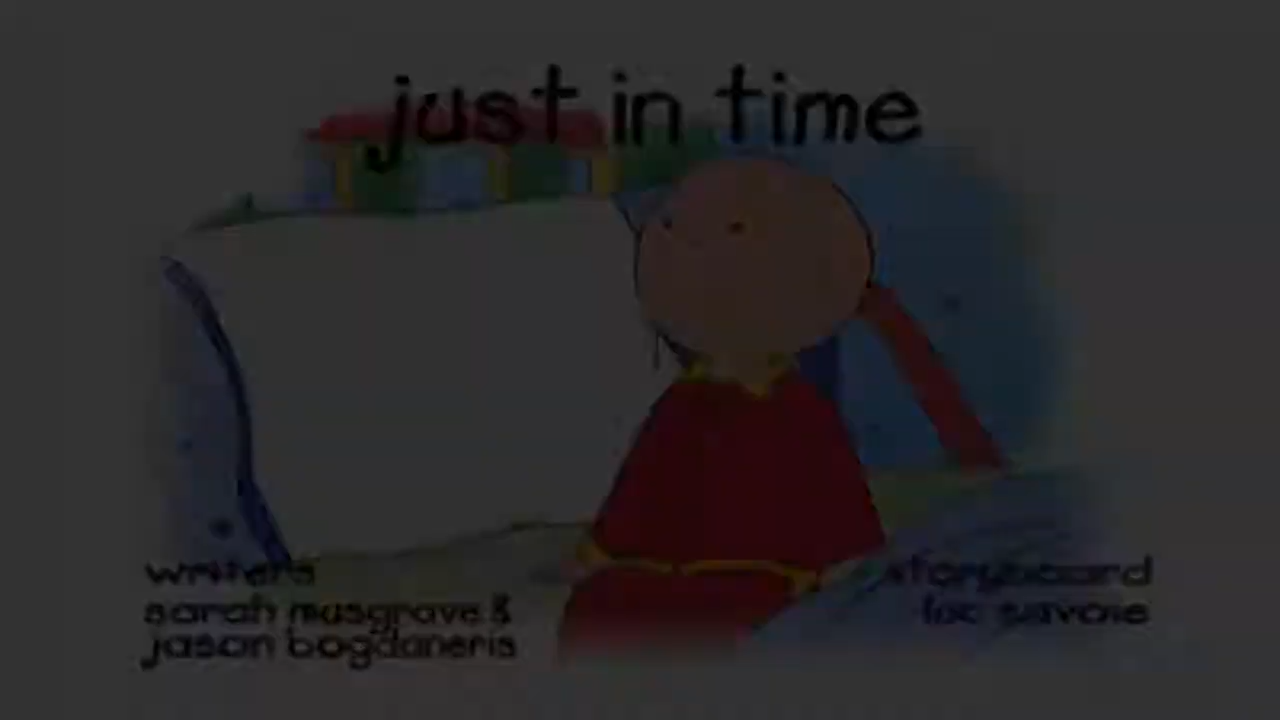 just in time
writers
sarah musgrave &
jason bogdaneris
storyboard
luc savoie